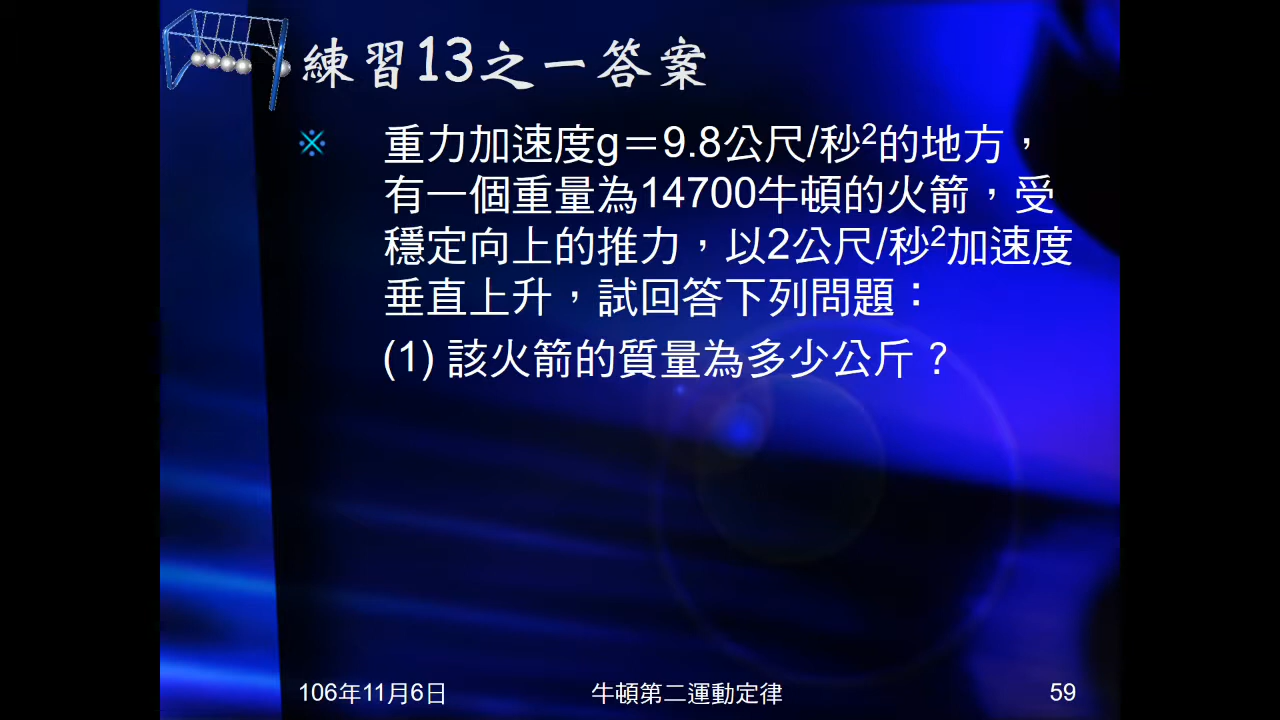 練習13之一答案
※ 重力加速度g＝9.8公尺/秒²的地方，
有一個重量為14700牛頓的火箭，受
穩定向上的推力，以2公尺/秒²加速度
垂直上升，試回答下列問題：
(1) 該火箭的質量為多少公斤？
106年11月6日 牛頓第二運動定律 59